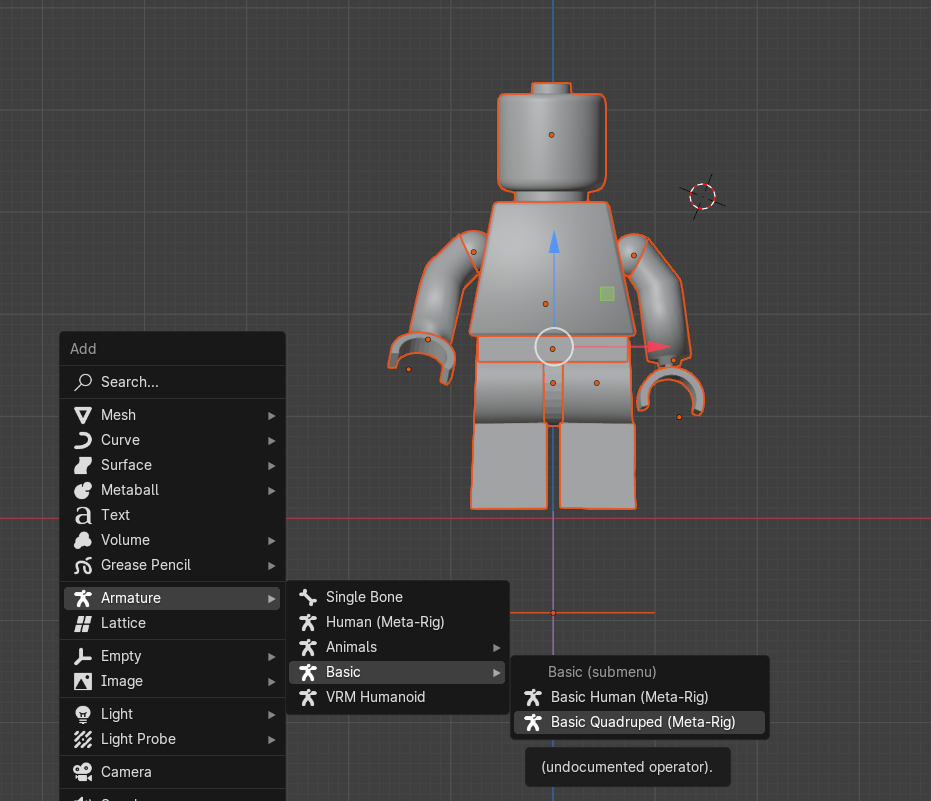 Add
Search...
Mesh
Curve
Surface
Metaball
Text
Volume
Grease Pencil
Armature
Lattice
Empty
Image
Light
Light Probe
Camera
Single Bone
Human (Meta-Rig)
Animals
Basic
VRM Humanoid
Basic (submenu)
Basic Human (Meta-Rig)
Basic Quadruped (Meta-Rig)
(undocumented operator).